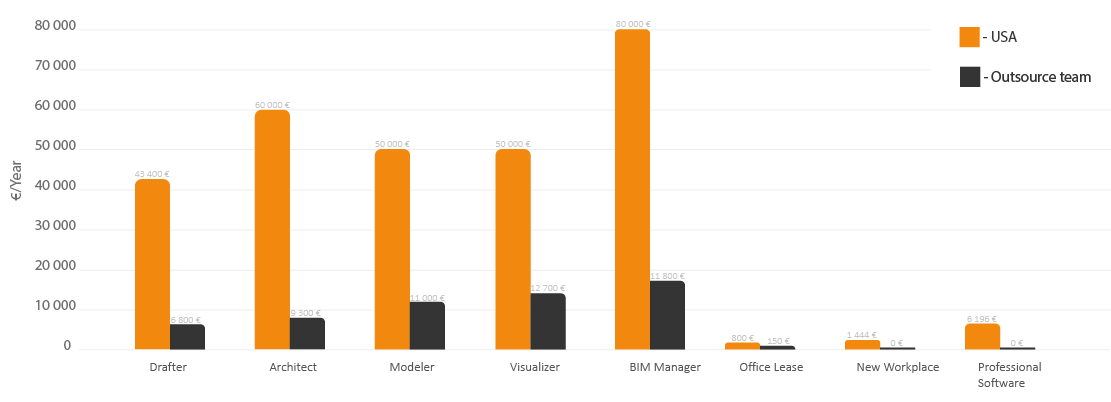 80 000
70 000
60 000
50 000
40 000
30 000
20 000
10 000
0
€/Year
43 400 €
6 800 €
60 000 €
9 300 €
50 000 €
11 000 €
50 000 €
12 700 €
80 000 €
11 800 €
800 €
150 €
1 444 €
0 €
6 196 €
0 €
Drafter
Architect
Modeler
Visualizer
BIM Manager
Office Lease
New Workplace
Professional
Software
- USA
- Outsource team